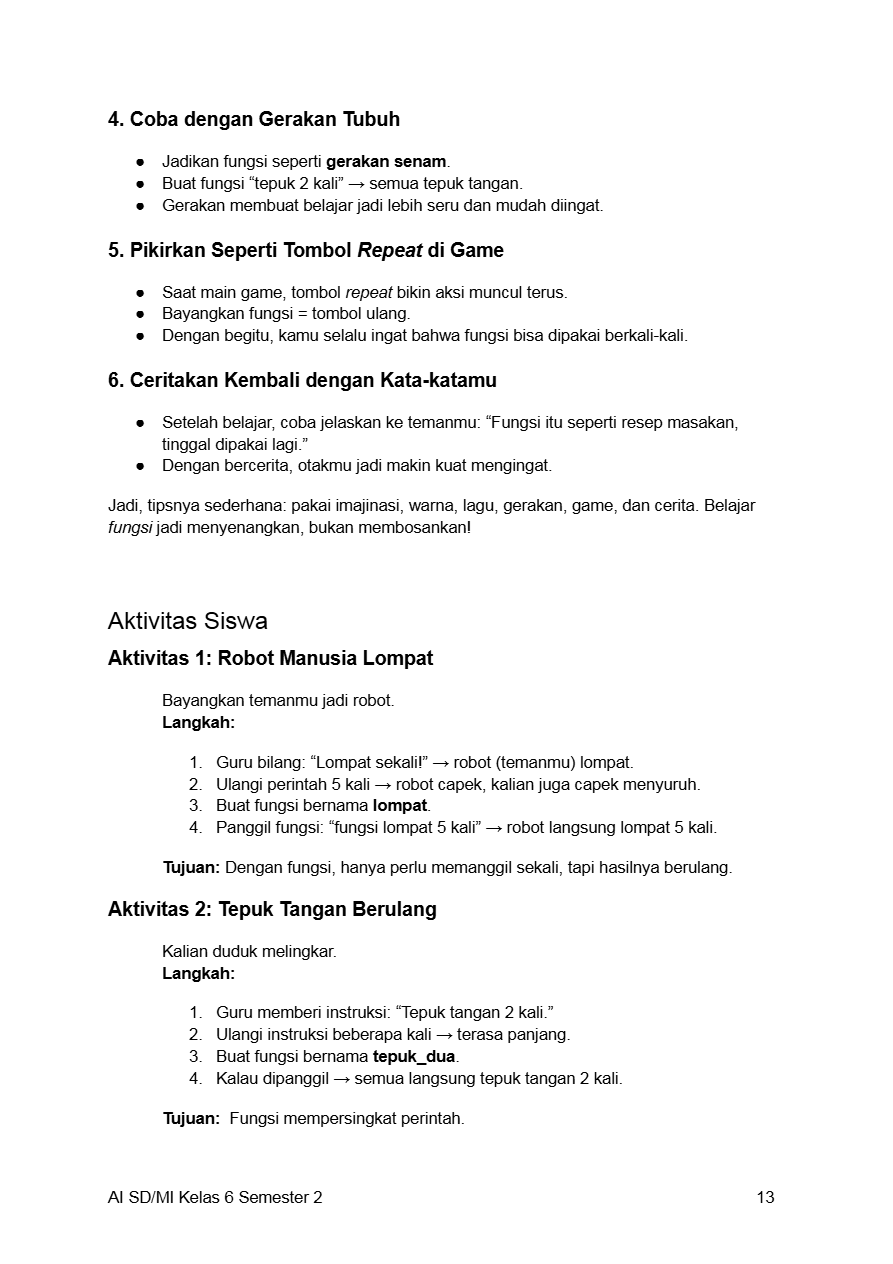 4. Coba dengan Gerakan Tubuh
● Jadikan fungsi seperti gerakan senam.
● Buat fungsi “tepuk 2 kali” → semua tepuk tangan.
● Gerakan membuat belajar jadi lebih seru dan mudah diingat.
5. Pikirkan Seperti Tombol Repeat di Game
● Saat main game, tombol repeat bikin aksi muncul terus.
● Bayangkan fungsi = tombol ulang.
● Dengan begitu, kamu selalu ingat bahwa fungsi bisa dipakai berkali-kali.
6. Ceritakan Kembali dengan Kata-katamu
● Setelah belajar, coba jelaskan ke temanmu: “Fungsi itu seperti resep masakan,
tinggal dipakai lagi.”
● Dengan bercerita, otakmu jadi makin kuat mengingat.
Jadi, tipsnya sederhana: pakai imajinasi, warna, lagu, gerakan, game, dan cerita. Belajar
fungsi jadi menyenangkan, bukan membosankan!
Aktivitas Siswa
Aktivitas 1: Robot Manusia Lompat
Bayangkan temanmu jadi robot.
Langkah:
1. Guru bilang: “Lompat sekali!” → robot (temanmu) lompat.
2. Ulangi perintah 5 kali → robot capek, kalian juga capek menyuruh.
3. Buat fungsi bernama lompat.
4. Panggil fungsi: “fungsi lompat 5 kali” → robot langsung lompat 5 kali.
Tujuan: Dengan fungsi, hanya perlu memanggil sekali, tapi hasilnya berulang.
Aktivitas 2: Tepuk Tangan Berulang
Kalian duduk melingkar.
Langkah:
1. Guru memberi instruksi: “Tepuk tangan 2 kali.”
2. Ulangi instruksi beberapa kali → terasa panjang.
3. Buat fungsi bernama tepuk_dua.
4. Kalau dipanggil → semua langsung tepuk tangan 2 kali.
Tujuan: Fungsi mempersingkat perintah.
AI SD/MI Kelas 6 Semester 2 13